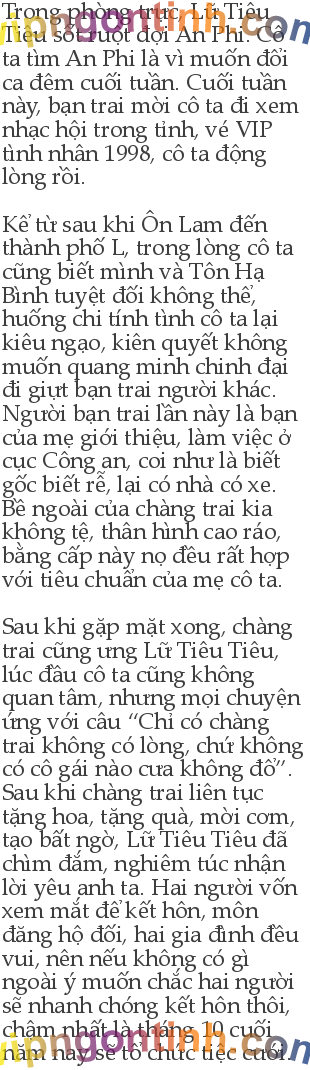 Trong phòng trực, Lữ Tiêu
Tiêu sốt ruột đợi An Phi. Cô
ta tìm An Phi là vì muốn đổi
ca đêm cuối tuần. Cuối tuần
này, bạn trai mời cô ta đi xem
nhạc hội trong tỉnh, vé VIP
tình nhân 1998, cô ta động
lòng rồi.
Kể từ sau khi Ôn Lam đến
thành phố L, trong lòng cô ta
cũng biết mình và Tôn Hạ
Bình tuyệt đối không thể,
huống chi tính tình cô ta lại
kiêu ngạo, kiên quyết không
muốn quang minh chinh đại
đi giựt bạn trai người khác.
Người bạn trai lần này là bạn
của mẹ giới thiệu, làm việc ở
cục Công an, coi như là biết
gốc biết rễ, lại có nhà có xe.
Bề ngoài của chàng trai kia
không tệ, thân hình cao ráo,
bằng cấp này nọ đều rất hợp
với tiêu chuẩn của mẹ cô ta.
Sau khi gặp mặt xong, chàng
trai cũng ưng Lữ Tiêu Tiêu,
lúc đầu cô ta cũng không
quan tâm, nhưng mọi chuyện
ứng với câu “Chỉ có chàng
trai không có lòng, chứ không
có cô gái nào cưa không đổ”.
Sau khi chàng trai liên tục
tặng hoa, tặng quà, mời cơm,
tạo bất ngờ, Lữ Tiêu Tiêu đã
chìm đắm, nghiêm túc nhận
lời yêu anh ta. Hai người vốn
xem mắt để kết hôn, môn
đăng hộ đối, hai gia đình đều
vui, nên nếu không có gì
ngoài ý muốn chắc hai người
sẽ nhanh chóng kết hôn thôi,
chậm nhất là tháng 10 cuối
năm nay sẽ tổ chức tiệc cưới.
vipngontinh.com
vipngontinh.com